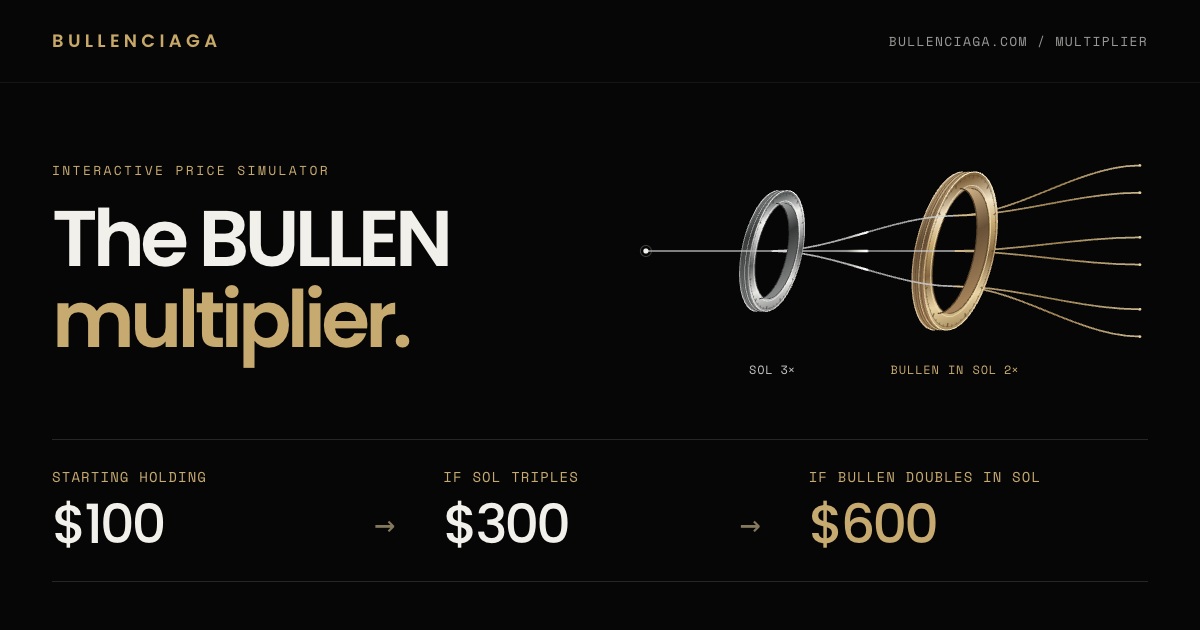 BULLENCIAGA
BULLENCIAGA.COM / MULTIPLIER
INTERACTIVE PRICE SIMULATOR
The BULLEN
multiplier.
SOL 3×
BULLEN IN SOL 2×
STARTING HOLDING
$100
→
IF SOL TRIPLES
$300
→
IF BULLEN DOUBLES IN SOL
$600